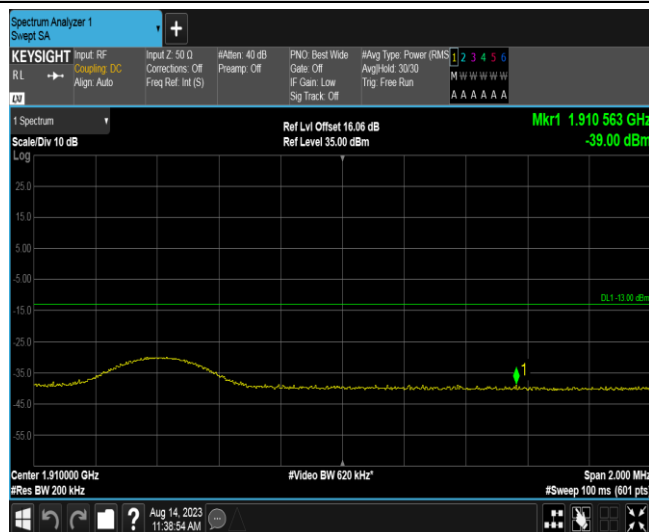 Spectrum Analyzer 1
Swept SA
KEYSIGHT
RL
LXI
Input: RF
Coupling: DC
Align: Auto
Input Z: 50 Ω
Corrections: Off
Freq Ref: Int (S)
#Atten: 40 dB
Preamp: Off
PNO: Best Wide
Gate: Off
IF Gain: Low
Sig Track: Off
#Avg Type: Power (RMS
Avg|Hold: 30/30
Trig: Free Run
1 2 3 4 5 6
M W W W W W
A A A A A A
1 Spectrum
Scale/Div 10 dB
Log
Ref Lvl Offset 16.06 dB
Ref Level 35.00 dBm
Mkr1 1.910 563 GHz
-39.00 dBm
25.0
15.0
5.00
-5.00
DL1 -13.00 dBm
-15.0
-25.0
-35.0
1
-45.0
-55.0
Center 1.910000 GHz
#Res BW 200 kHz
#Video BW 620 kHz*
Span 2.000 MHz
#Sweep 100 ms (601 pts)
?
Aug 14, 2023
11:38:54 AM